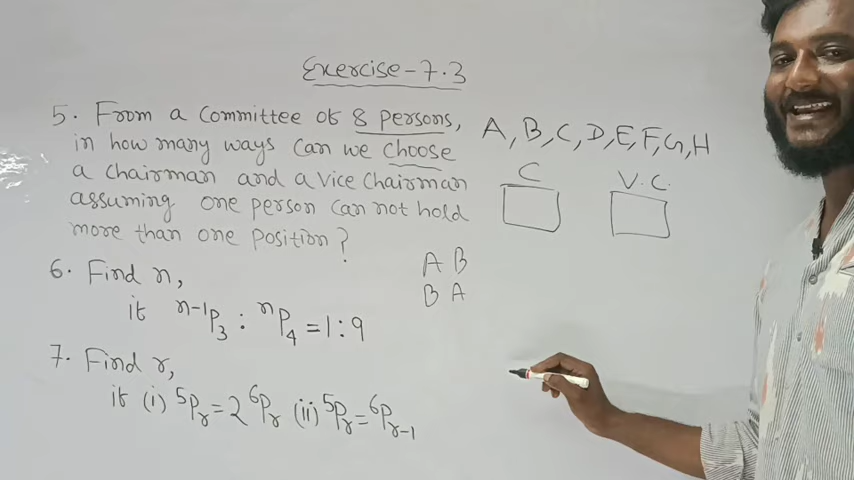 Exercise-7.3
5. From a Committee of 8 persons,
in how many ways can we choose
a chairman and a vice chairman
assuming one person can not hold
more than one position?
6. Find n,
if ⁿ⁻¹P₃ : ⁿP₄ = 1:9
7. Find r,
if (i) ⁵Pᵣ = 2 ⁶Pᵣ (ii) ⁵Pᵣ = ⁶Pᵣ₋₁
A, B, C, D, E, F, G, H
C V.C.
A B
B A